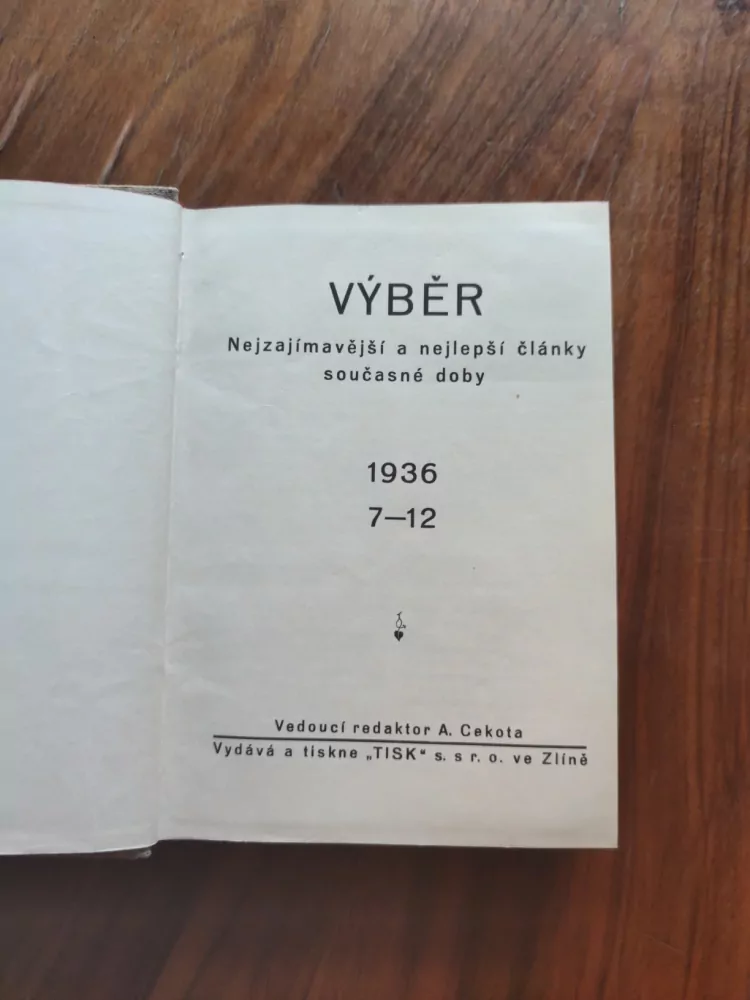 VÝBĚR
Nejzajímavější a nejlepší články
současné doby
1936
7—12
Vedoucí redaktor A. Cekota
Vydává a tiskne „TISK“ s. s r. o. ve Zlíně